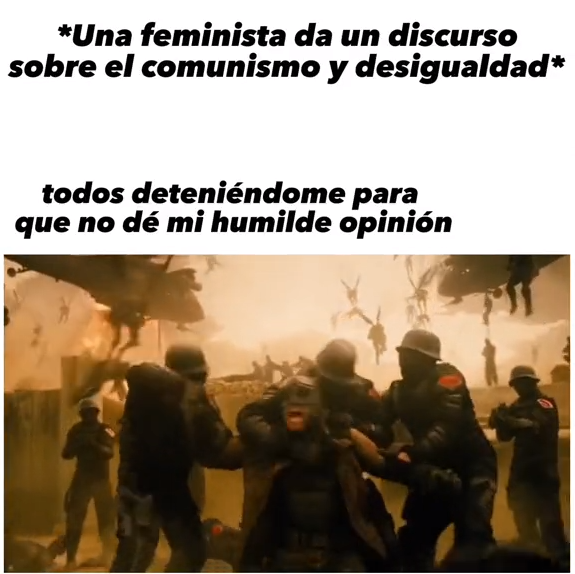 *Una feminista da un discurso
sobre el comunismo y desigualdad*
todos deteniéndome para
que no dé mi humilde opinión